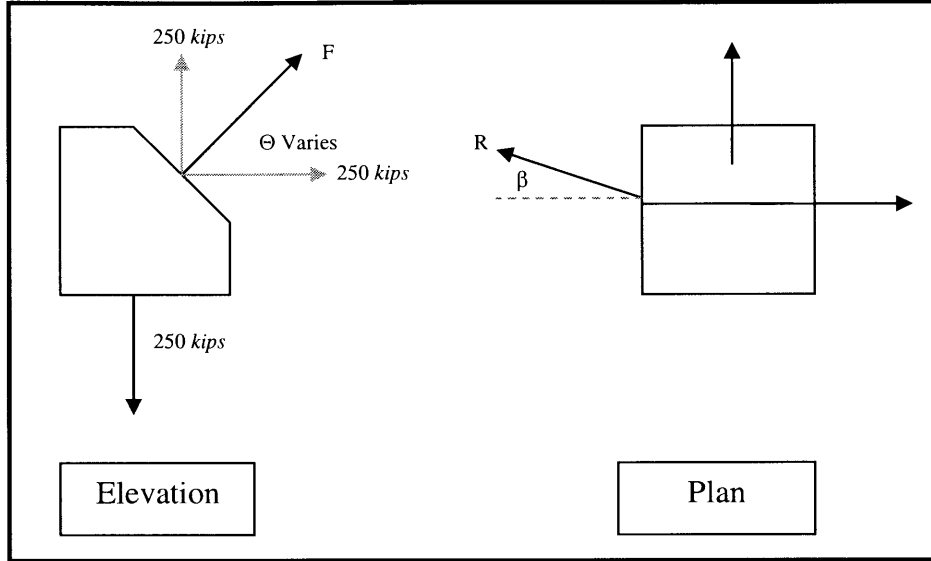 250 kips
F
Θ Varies
250 kips
250 kips
R
β
Elevation
Plan